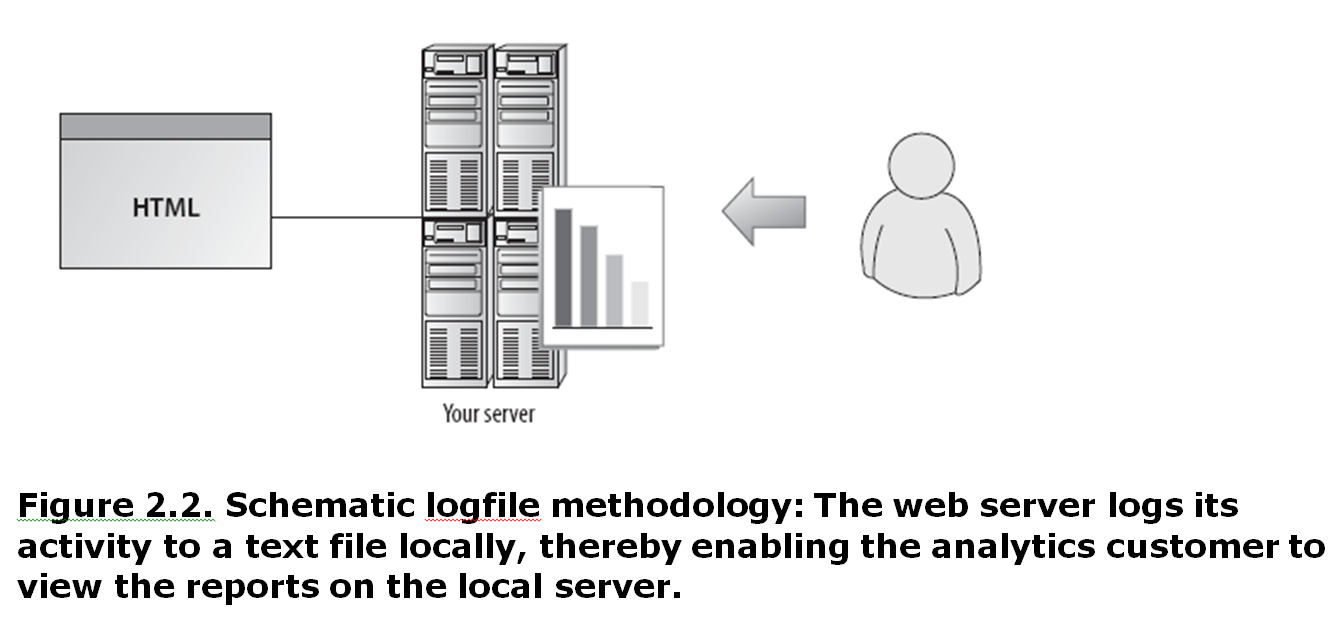 HTML
Your server
Figure 2.2. Schematic logfile methodology: The web server logs its
activity to a text file locally, thereby enabling the analytics customer to
view the reports on the local server.